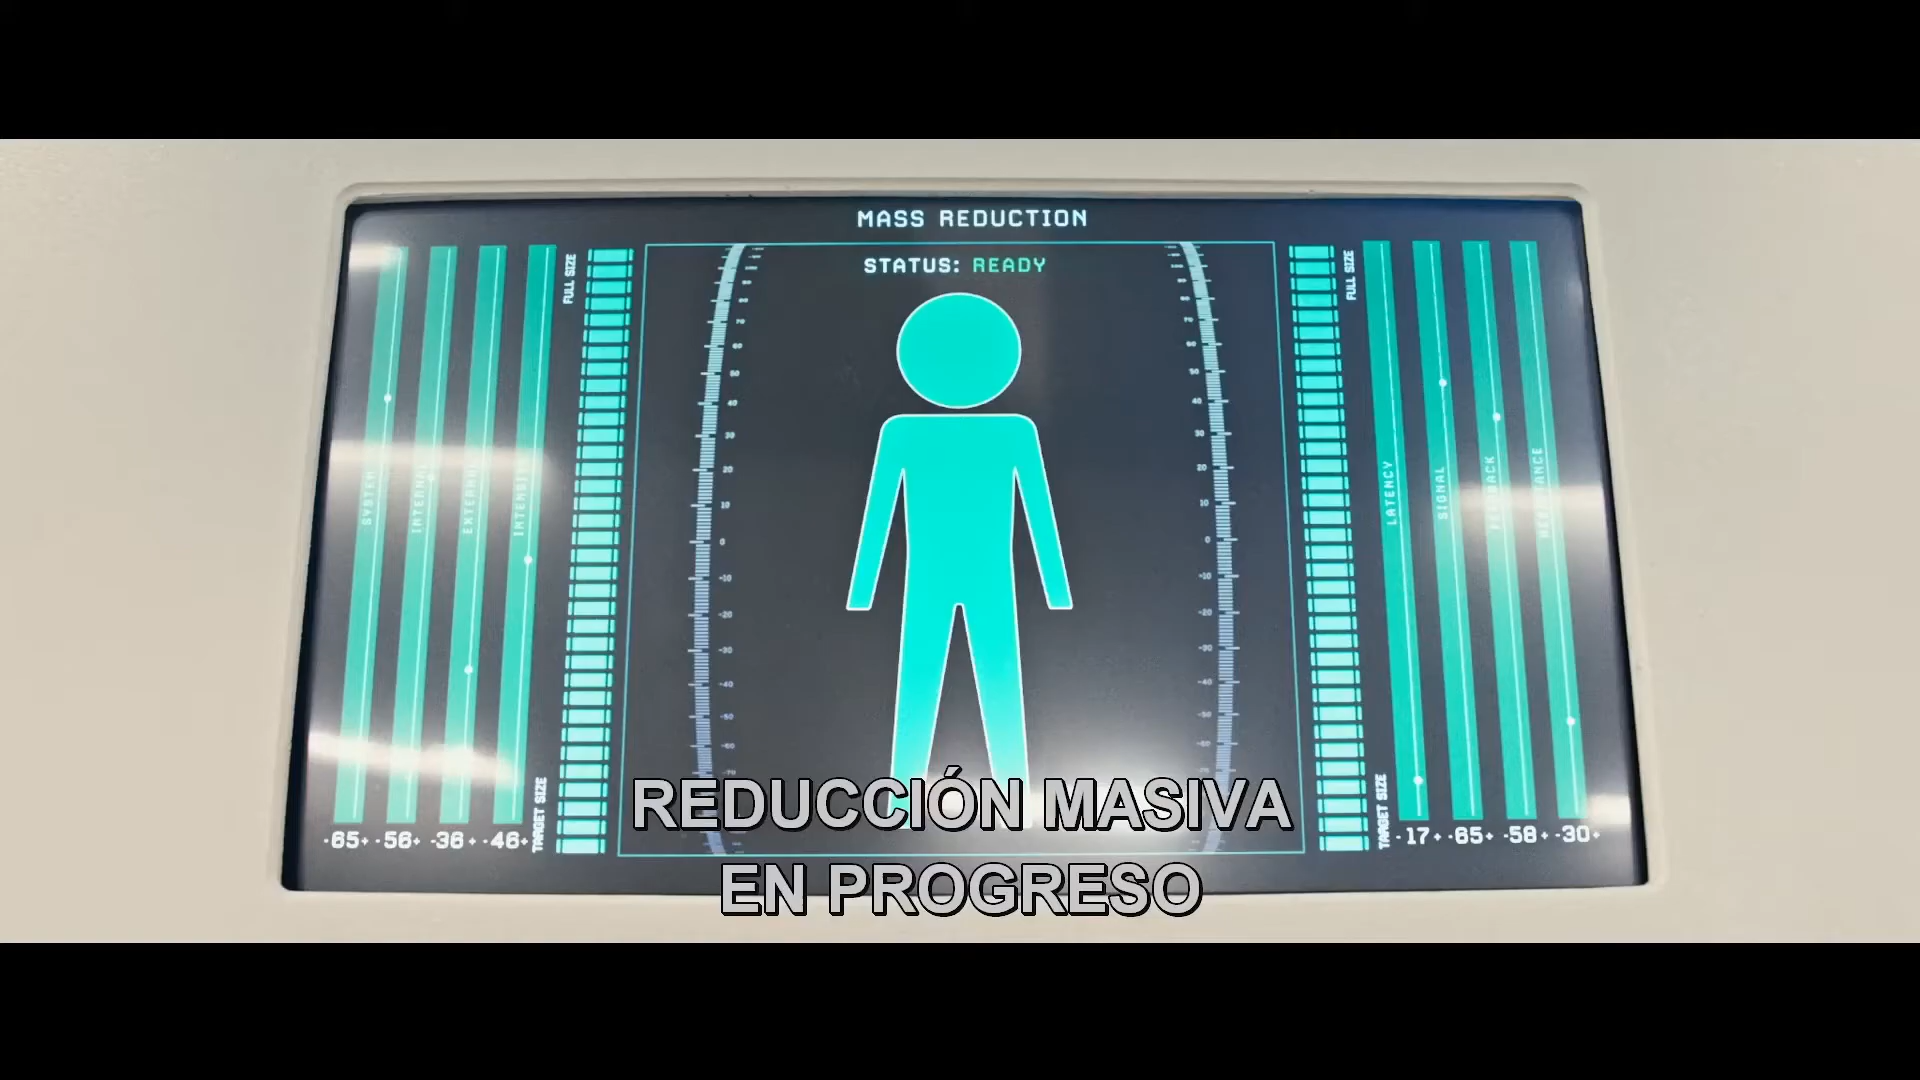 MASS REDUCTION
STATUS: READY
FULL SIZE
FULL SIZE
SYSTEM
INTERNAL
EXTERNAL
INTENSITY
LATENCY
SIGNAL
FEEDBACK
TARGET SIZE
TARGET SIZE
-65+ -56+ -36+ -46+
-17+ -65+ -58+ -30+
REDUCCIÓN MASIVA
EN PROGRESO